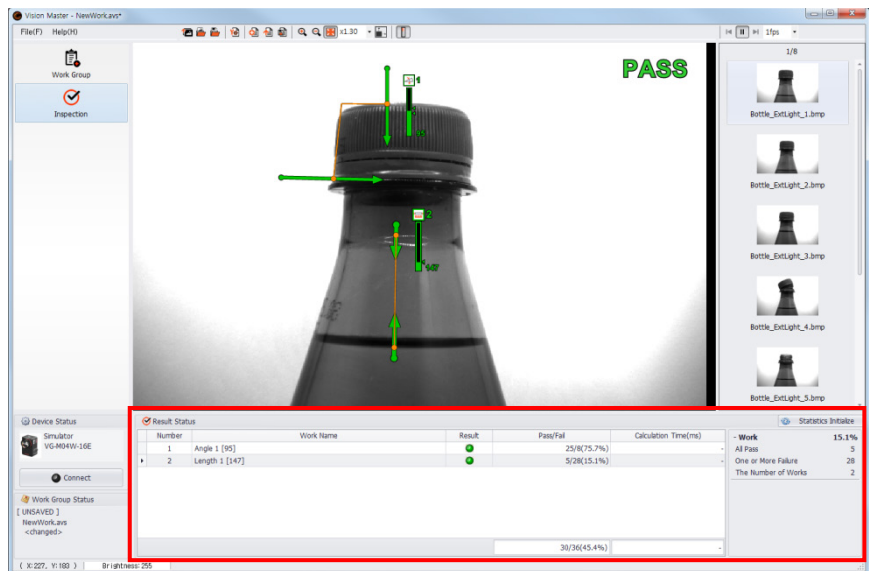 Vision Master - NewWork.avs*
File(F) Help(H)
x1.30
1fps
Work Group
Inspection
PASS
1
95
2
147
1/8
Bottle_ExtLight_1.bmp
Bottle_ExtLight_2.bmp
Bottle_ExtLight_3.bmp
Bottle_ExtLight_4.bmp
Bottle_ExtLight_5.bmp
Device Status
Simulator
VG-M04W-16E
Connect
Work Group Status
[ UNSAVED ]
NewWork.avs
<changed>
Result Status
Statistics Initialize
Number Work Name Result Pass/Fail Calculation Time(ms)
1 Angle 1 [95] 25/8(75.7%) -
2 Length 1 [147] 5/28(15.1%) -
30/36(45.4%) -
- Work 15.1%
All Pass 5
One or More Failure 28
The Number of Works 2
( X:227, Y:180 ) Brightness:255